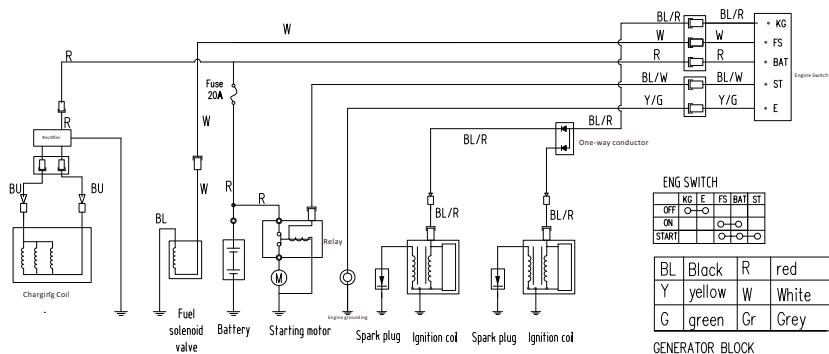 BL/R BL/R KG
W W W FS
R R R BAT
Engine Switch
Fuse
20A
BL/W BL/W ST
Y/G Y/G E
R
Rectifier
W
BL/R
BL/R
One-way conductor
BU BU
W
R
R
BL
Relay
BL/R
BL/R
M
Charging Coil
Fuel
solenoid
valve
Battery
Starting motor
Engine grounding
Spark plug
Ignition coil
Spark plug
Ignition coil
ENG SWITCH
KG E FS BAT ST
OFF
ON
START
BL Black R red
Y yellow W White
G green Gr Grey
GENERATOR BLOCK